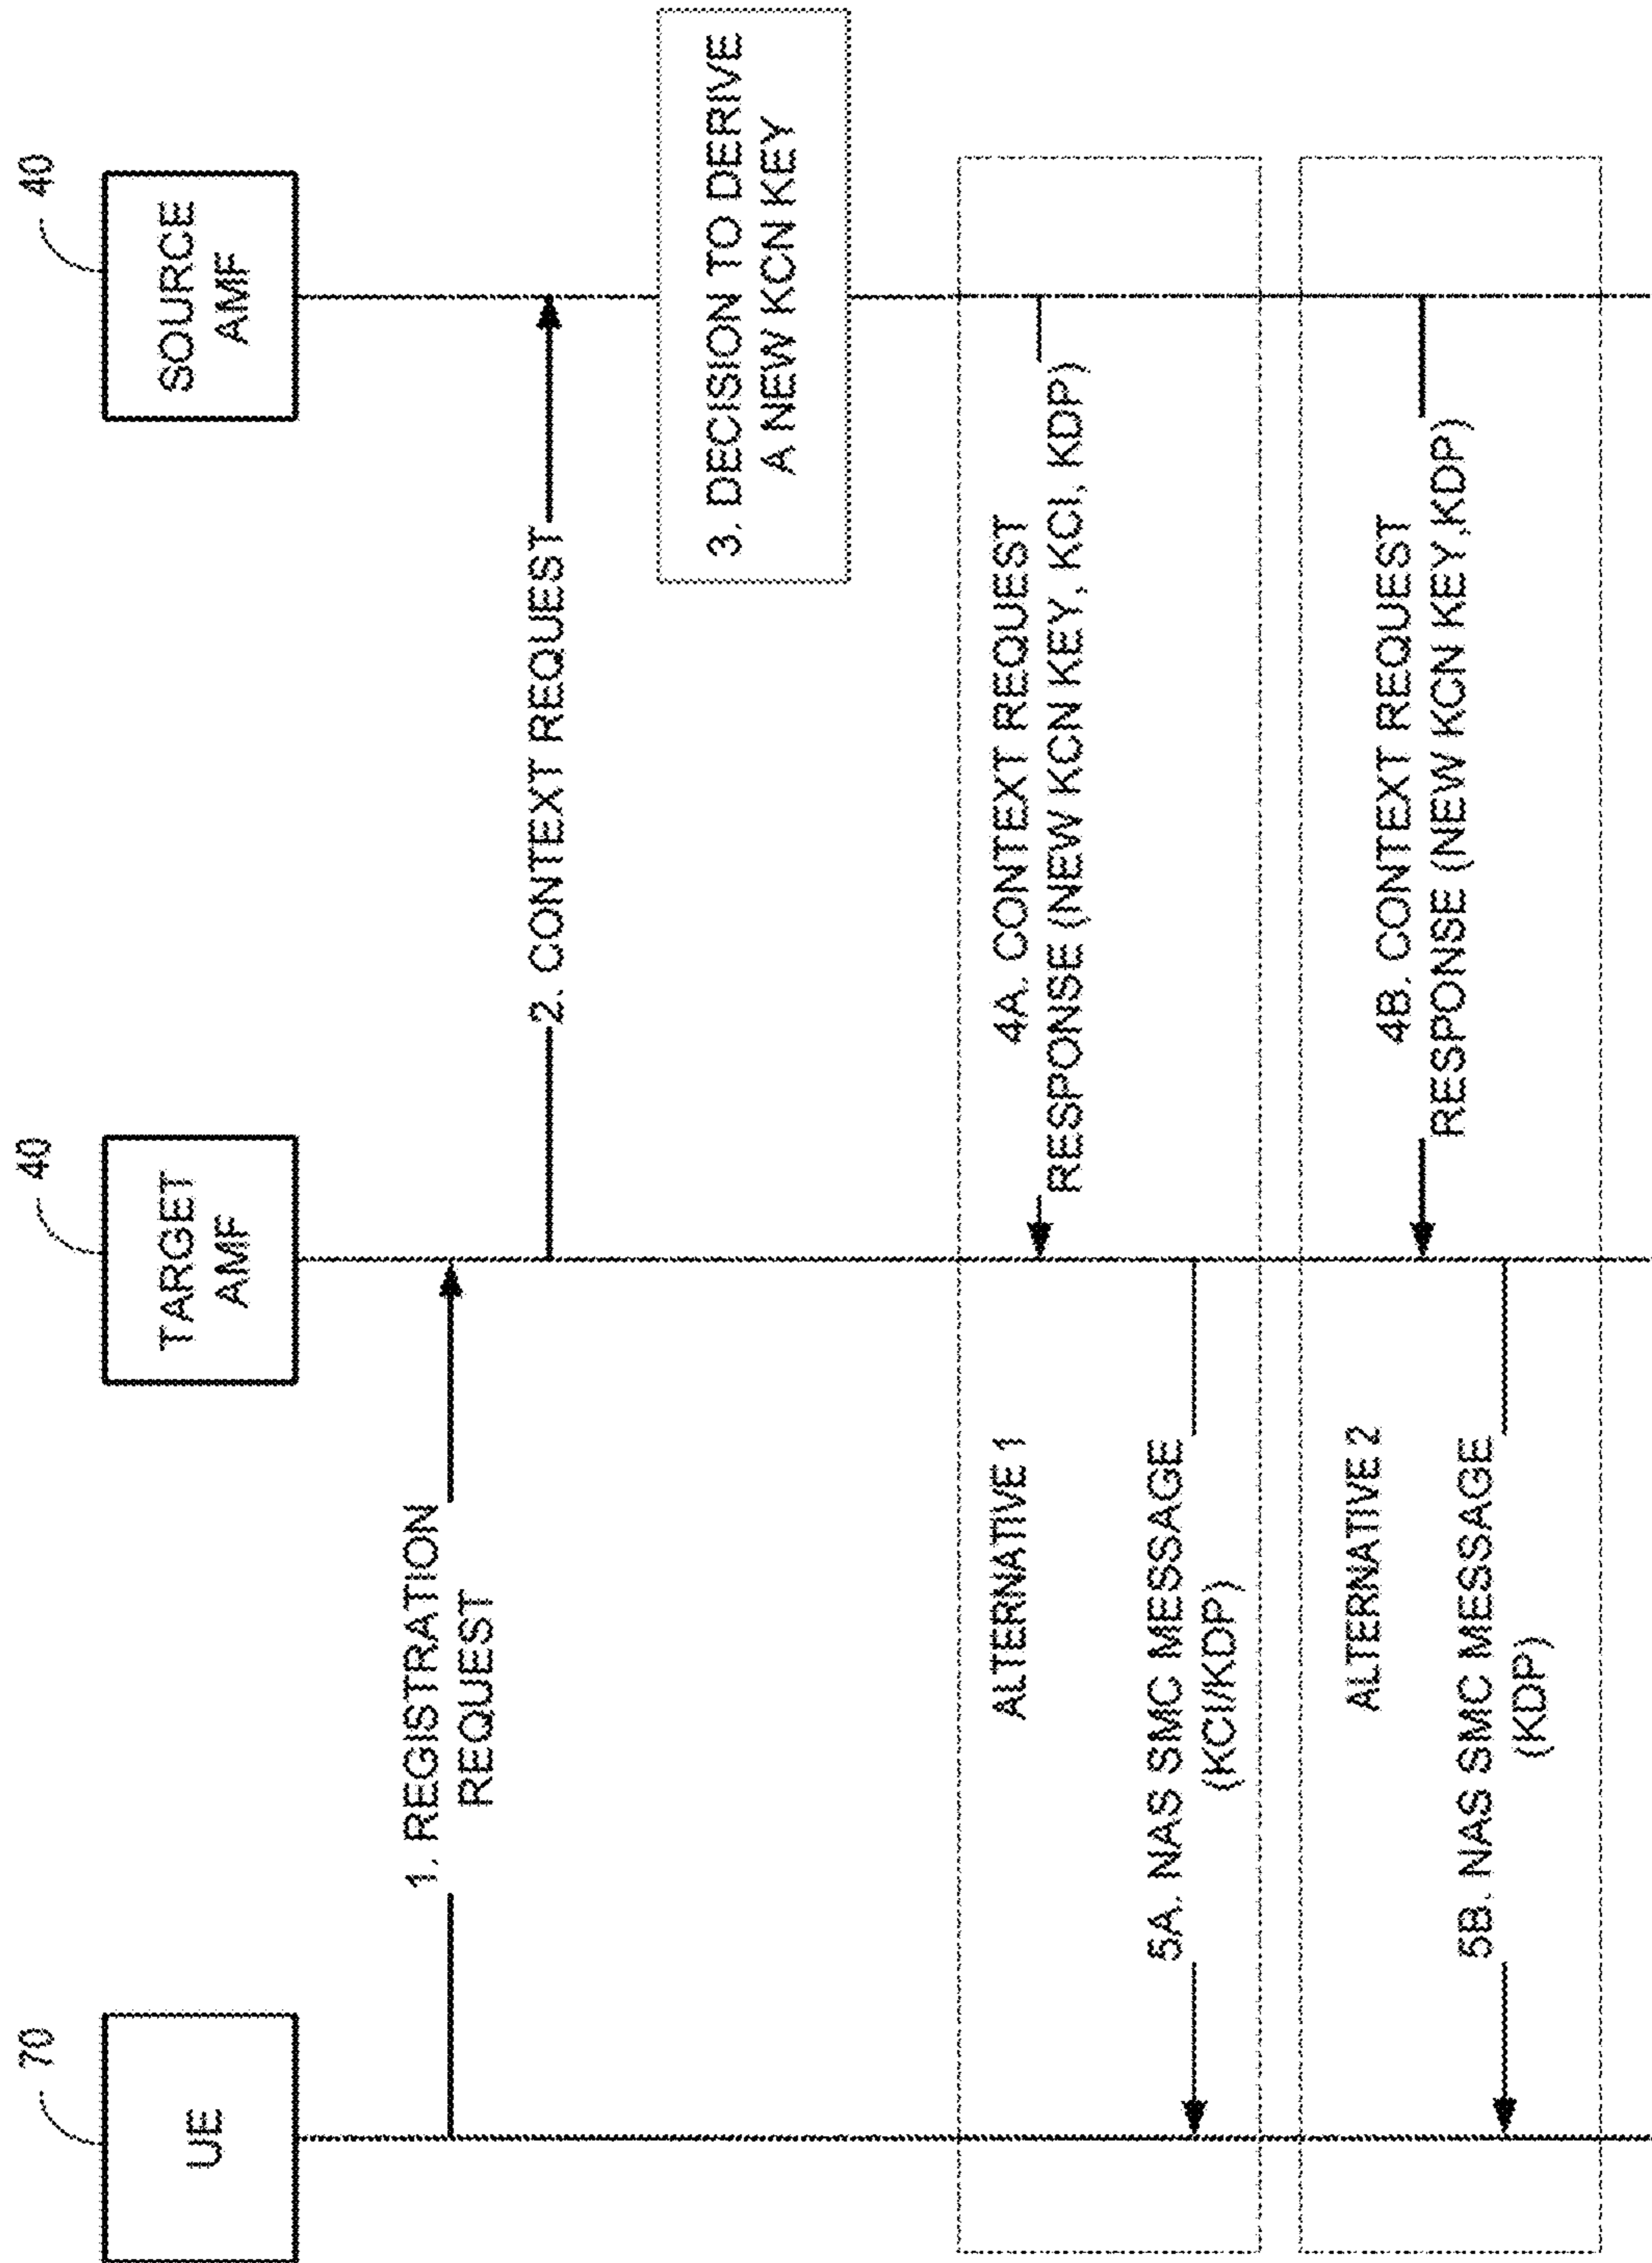 70
40
40
UE
TARGET
AMF
SOURCE
AMF
1. REGISTRATION
REQUEST
2. CONTEXT REQUEST
3. DECISION TO DERIVE
A NEW KCN KEY
4A. CONTEXT REQUEST
RESPONSE (NEW KCN KEY, KCI, KDP)
ALTERNATIVE 1
5A. NAS SMC MESSAGE
(KCI/KDP)
4B. CONTEXT REQUEST
RESPONSE (NEW KCN KEY,KDP)
ALTERNATIVE 2
5B. NAS SMC MESSAGE
(KDP)